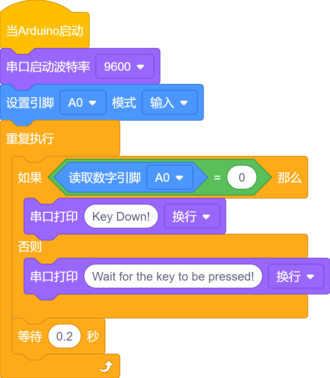 当Arduino启动
串口启动波特率 9600
设置引脚 A0 模式 输入
重复执行
如果 读取数字引脚 A0 = 0 那么
串口打印 Key Down! 换行
否则
串口打印 Wait for the key to be pressed! 换行
等待 0.2 秒